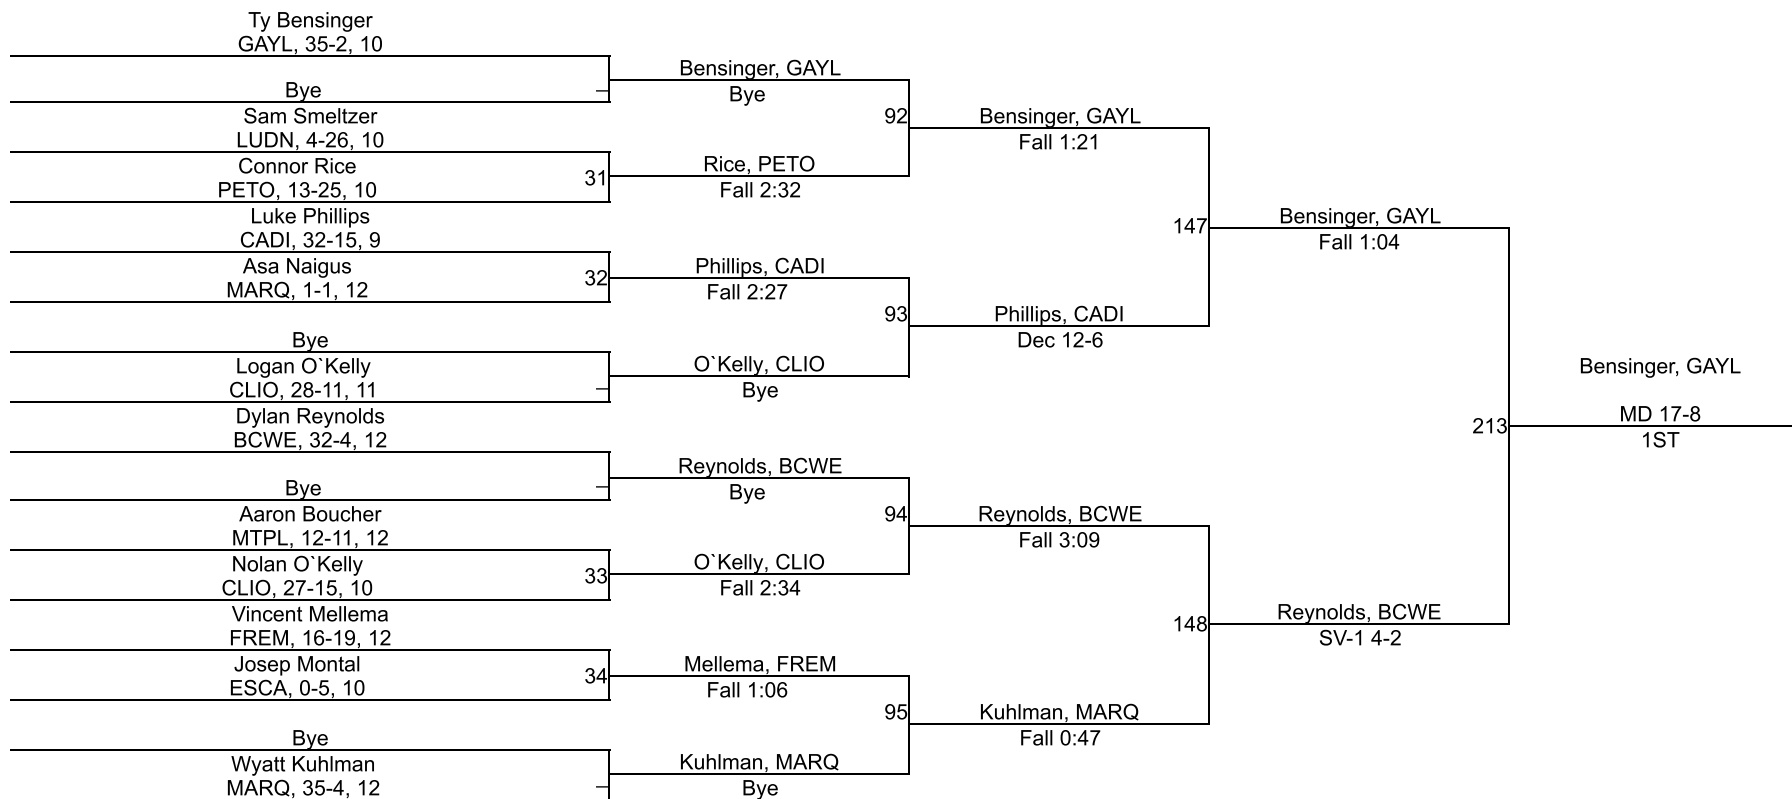 Ty Bensinger
GAYL, 35-2, 10
Bye
Sam Smeltzer
LUDN, 4-26, 10
Connor Rice
PETO, 13-25, 10
Luke Phillips
CADI, 32-15, 9
Asa Naigus
MARQ, 1-1, 12
Bye
Logan O`Kelly
CLIO, 28-11, 11
Dylan Reynolds
BCWE, 32-4, 12
Bye
Aaron Boucher
MTPL, 12-11, 12
Nolan O`Kelly
CLIO, 27-15, 10
Vincent Mellema
FREM, 16-19, 12
Josep Montal
ESCA, 0-5, 10
Bye
Wyatt Kuhlman
MARQ, 35-4, 12
31
32
33
34
Bensinger, GAYL
Bye
Rice, PETO
Fall 2:32
Phillips, CADI
Fall 2:27
O`Kelly, CLIO
Bye
Reynolds, BCWE
Bye
O`Kelly, CLIO
Fall 2:34
Mellema, FREM
Fall 1:06
Kuhlman, MARQ
Bye
92
93
94
95
Bensinger, GAYL
Fall 1:21
Phillips, CADI
Dec 12-6
Reynolds, BCWE
Fall 3:09
Kuhlman, MARQ
Fall 0:47
147
148
Bensinger, GAYL
Fall 1:04
Reynolds, BCWE
SV-1 4-2
213
Bensinger, GAYL
MD 17-8
1ST